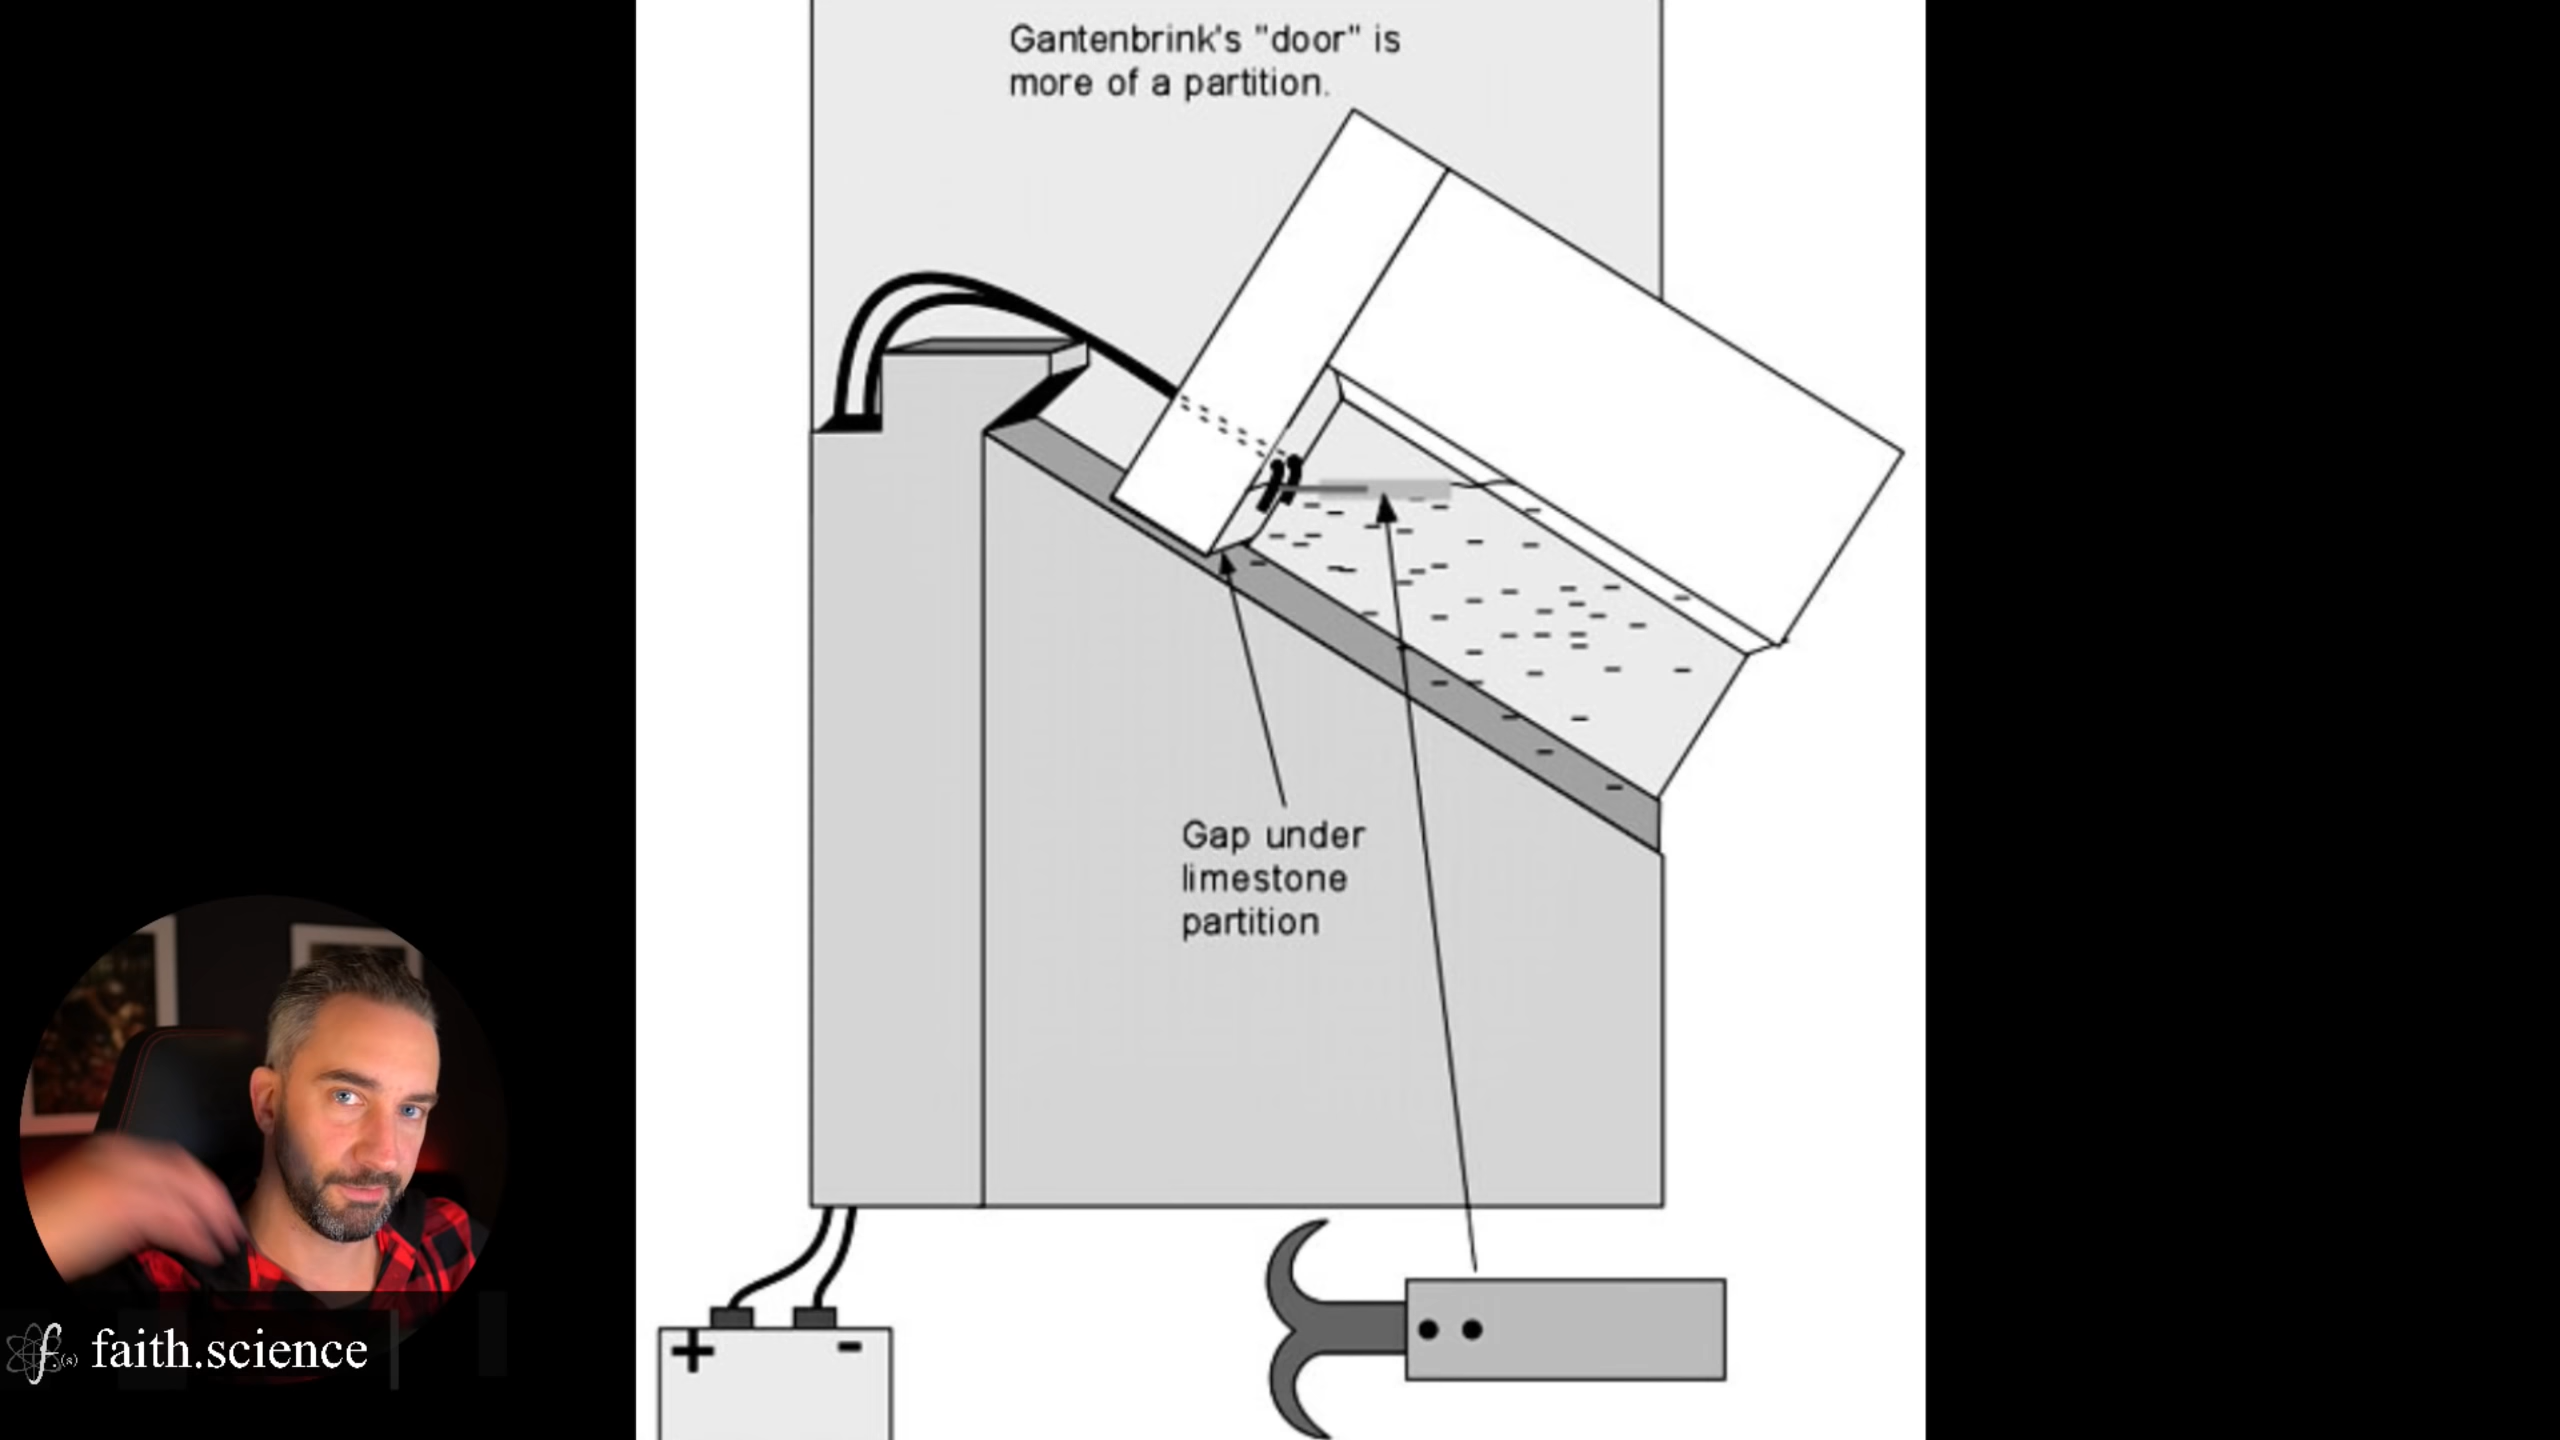 Gantenbrink's "door" is
more of a partition.
Gap under
limestone
partition
+ -
f(s) faith.science